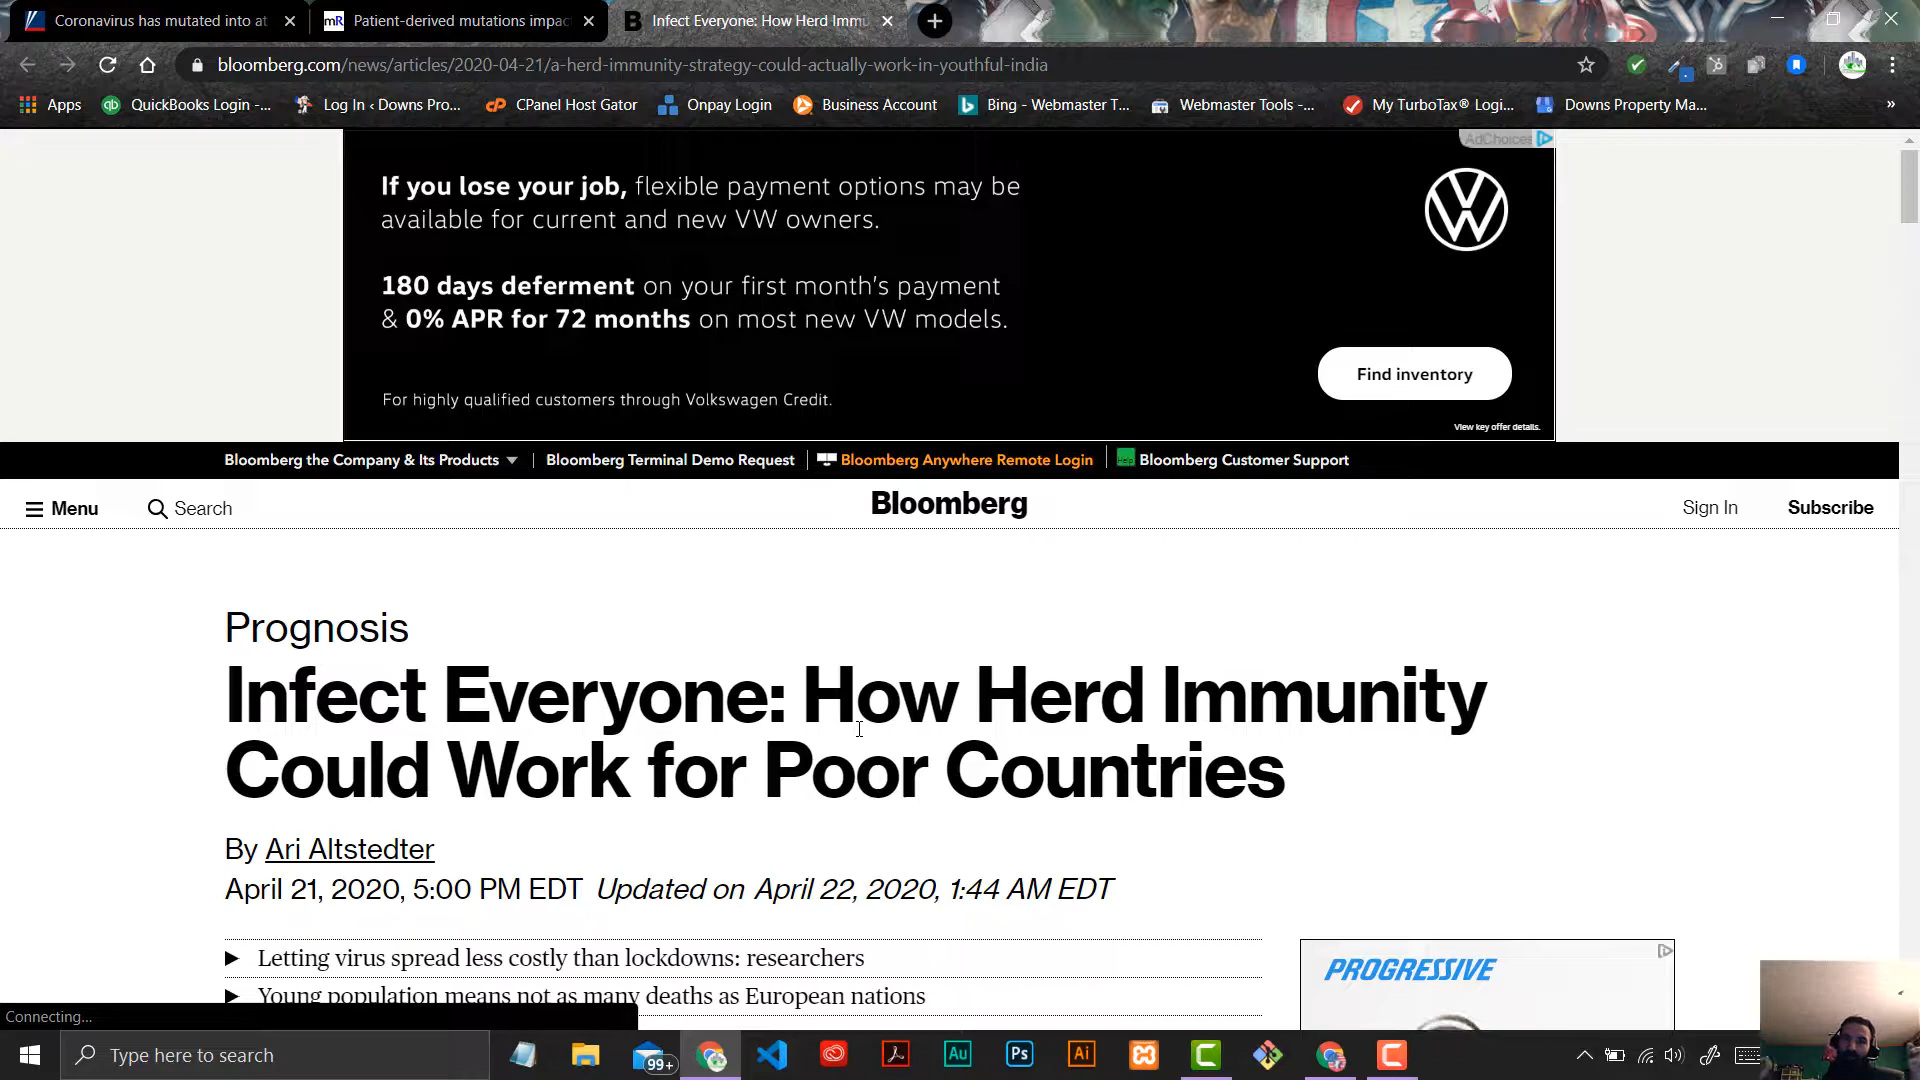 Coronavirus has mutated into at
mR Patient-derived mutations impac
B Infect Everyone: How Herd Immu
bloomberg.com/news/articles/2020-04-21/a-herd-immunity-strategy-could-actually-work-in-youthful-india
Apps QuickBooks Login -... Log In ‹ Downs Pro... CPanel Host Gator Onpay Login Business Account Bing - Webmaster T... Webmaster Tools -... My TurboTax® Logi... Downs Property Ma... »
AdChoices
If you lose your job, flexible payment options may be
available for current and new VW owners.
180 days deferment on your first month's payment
& 0% APR for 72 months on most new VW models.
Find inventory
For highly qualified customers through Volkswagen Credit.
View key offer details.
Bloomberg the Company & Its Products Bloomberg Terminal Demo Request Bloomberg Anywhere Remote Login Bloomberg Customer Support
Menu Search Bloomberg Sign In Subscribe
Prognosis
Infect Everyone: How Herd Immunity
Could Work for Poor Countries
By Ari Altstedter
April 21, 2020, 5:00 PM EDT Updated on April 22, 2020, 1:44 AM EDT
Letting virus spread less costly than lockdowns: researchers
PROGRESSIVE
Young population means not as many deaths as European nations
Connecting...
Type here to search 99+ Au Ps Ai